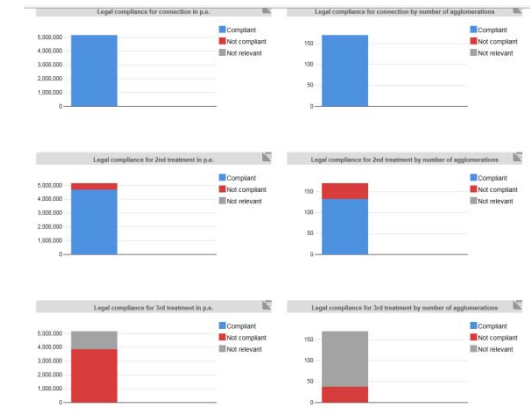 Legal compliance for connection in p.e.
5,000,000
4,000,000
3,000,000
2,000,000
1,000,000
0
Compliant
Not compliant
Not relevant
Legal compliance for connection by number of agglomerations
150
100
50
0
Compliant
Not compliant
Not relevant
Legal compliance for 2nd treatment in p.e.
5,000,000
4,000,000
3,000,000
2,000,000
1,000,000
0
Compliant
Not compliant
Not relevant
Legal compliance for 2nd treatment by number of agglomerations
150
100
50
0
Compliant
Not compliant
Not relevant
Legal compliance for 3rd treatment in p.e.
5,000,000
4,000,000
3,000,000
2,000,000
1,000,000
0
Compliant
Not compliant
Not relevant
Legal compliance for 3rd treatment by number of agglomerations
150
100
50
0
Compliant
Not compliant
Not relevant